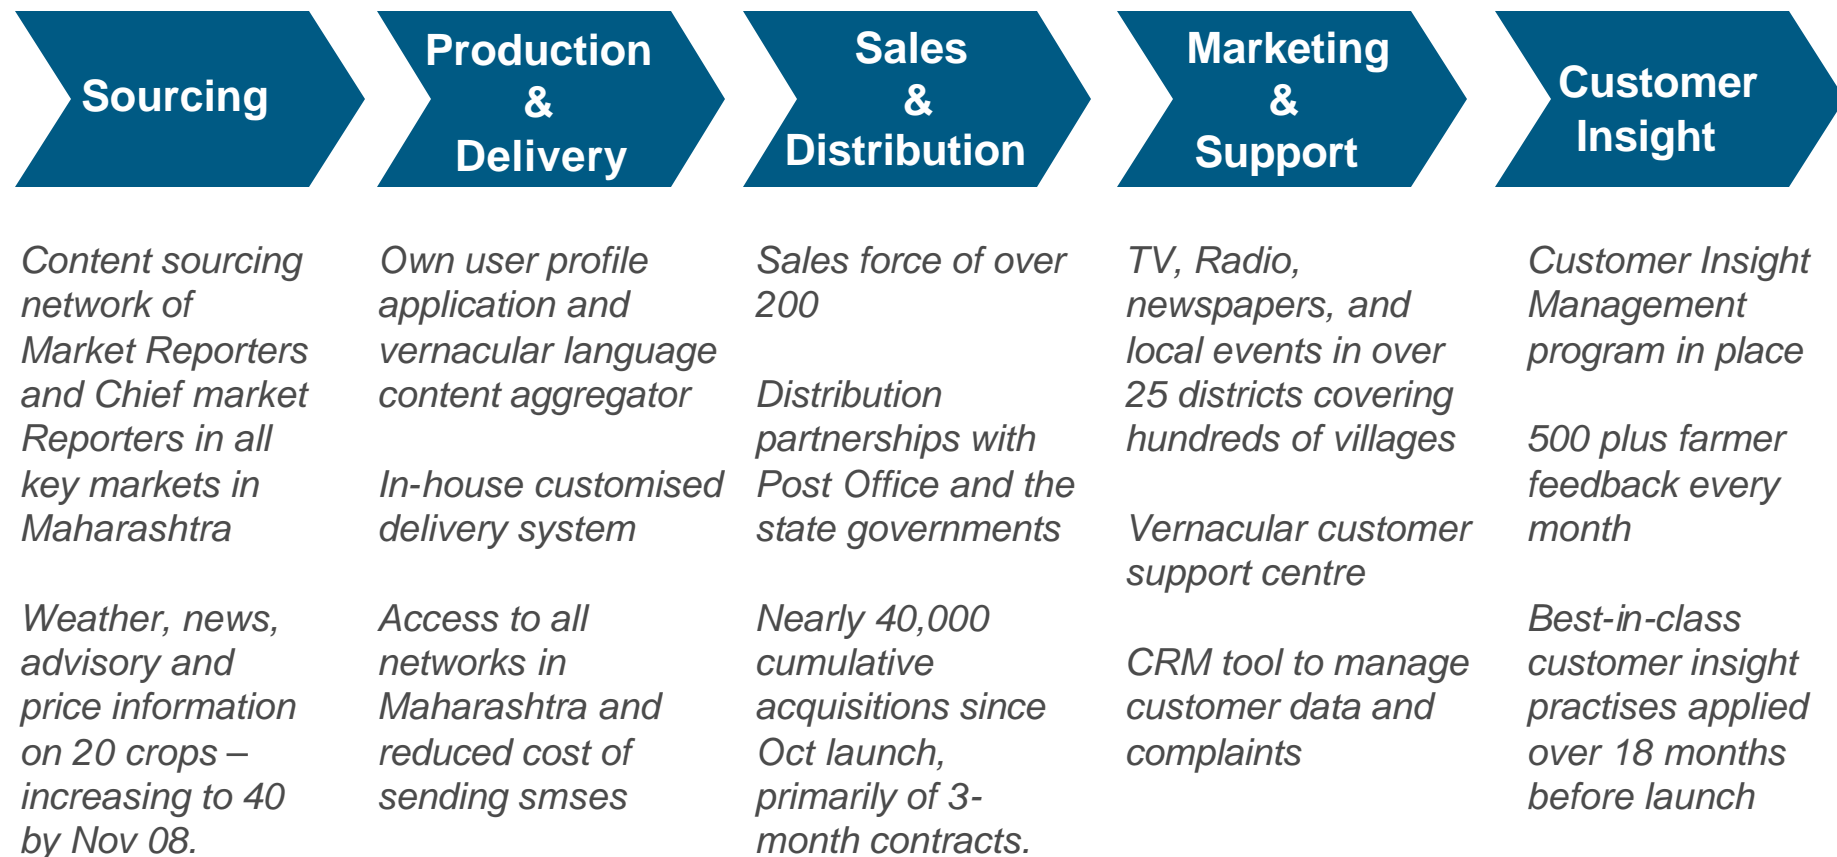 Sourcing
Production
&
Delivery
Sales
&
Distribution
Marketing
&
Support
Customer
Insight
Content sourcing
network of
Market Reporters
and Chief market
Reporters in all
key markets in
Maharashtra
Weather, news,
advisory and
price information
on 20 crops –
increasing to 40
by Nov 08.
Own user profile
application and
vernacular language
content aggregator
In-house customised
delivery system
Access to all
networks in
Maharashtra and
reduced cost of
sending smses
Sales force of over
200
Distribution
partnerships with
Post Office and the
state governments
Nearly 40,000
cumulative
acquisitions since
Oct launch,
primarily of 3-
month contracts.
TV, Radio,
newspapers, and
local events in over
25 districts covering
hundreds of villages
Vernacular customer
support centre
CRM tool to manage
customer data and
complaints
Customer Insight
Management
program in place
500 plus farmer
feedback every
month
Best-in-class
customer insight
practises applied
over 18 months
before launch